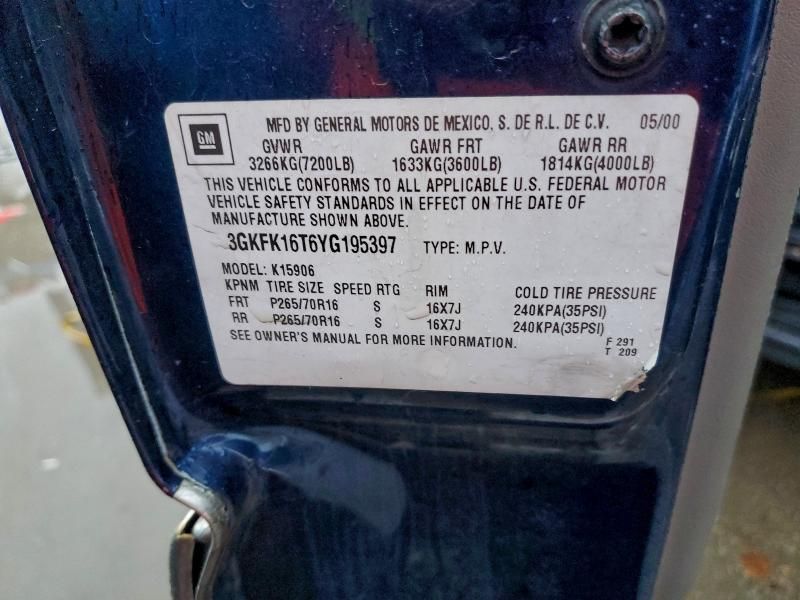 GM
MFD BY GENERAL MOTORS DE MEXICO, S. DE R.L. DE C.V. 05/00
GVWR GAWR FRT GAWR RR
3266KG(7200LB) 1633KG(3600LB) 1814KG(4000LB)
THIS VEHICLE CONFORMS TO ALL APPLICABLE U.S. FEDERAL MOTOR
VEHICLE SAFETY STANDARDS IN EFFECT ON THE DATE OF
MANUFACTURE SHOWN ABOVE.
3GKFK16T6YG195397 TYPE: M.P.V.
MODEL: K15906
KPNM TIRE SIZE SPEED RTG RIM COLD TIRE PRESSURE
FRT P265/70R16 S 16X7J 240KPA(35PSI)
RR P265/70R16 S 16X7J 240KPA(35PSI)
SEE OWNER'S MANUAL FOR MORE INFORMATION.
F 291
T 209